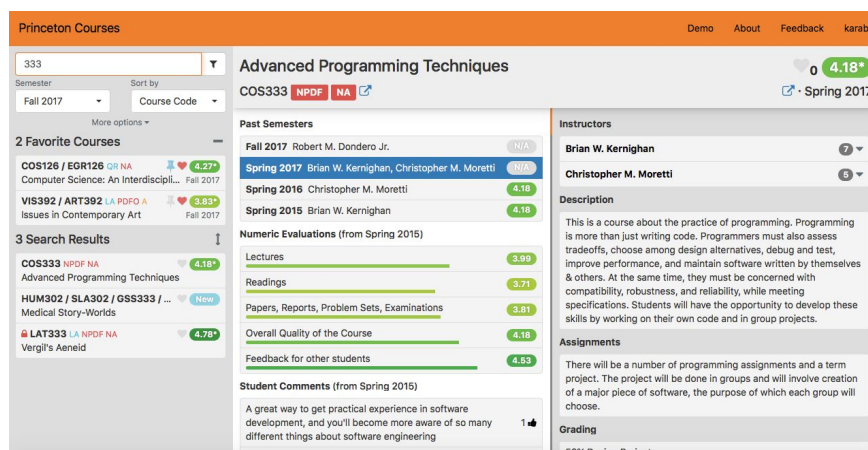 Princeton Courses
Demo About Feedback karab
333
Semester Sort by
Fall 2017 Course Code
More options
2 Favorite Courses
COS126 / EGR126 QR NA 4.27*
Computer Science: An Interdiscipli... Fall 2017
VIS392 / ART392 LA PDFO A 3.83*
Issues in Contemporary Art Fall 2017
3 Search Results
COS333 NPDF NA 4.18*
Advanced Programming Techniques
HUM302 / SLA302 / GSS333 / ... New
Medical Story-Worlds
LAT333 LA NPDF NA 4.78*
Vergil's Aeneid
Advanced Programming Techniques
0 4.18*
COS333 NPDF NA
· Spring 2017
Past Semesters
Fall 2017 Robert M. Dondero Jr. N/A
Spring 2017 Brian W. Kernighan, Christopher M. Moretti N/A
Spring 2016 Christopher M. Moretti 4.18
Spring 2015 Brian W. Kernighan 4.18
Numeric Evaluations (from Spring 2015)
Lectures 3.99
Readings 3.71
Papers, Reports, Problem Sets, Examinations 3.81
Overall Quality of the Course 4.18
Feedback for other students 4.53
Student Comments (from Spring 2015)
A great way to get practical experience in software
development, and you'll become more aware of so many
different things about software engineering
1
Instructors
Brian W. Kernighan 7
Christopher M. Moretti 5
Description
This is a course about the practice of programming. Programming
is more than just writing code. Programmers must also assess
tradeoffs, choose among design alternatives, debug and test,
improve performance, and maintain software written by themselves
& others. At the same time, they must be concerned with
compatibility, robustness, and reliability, while meeting
specifications. Students will have the opportunity to develop these
skills by working on their own code and in group projects.
Assignments
There will be a number of programming assignments and a term
project. The project will be done in groups and will involve creation
of a major piece of software, the purpose of which each group will
choose.
Grading